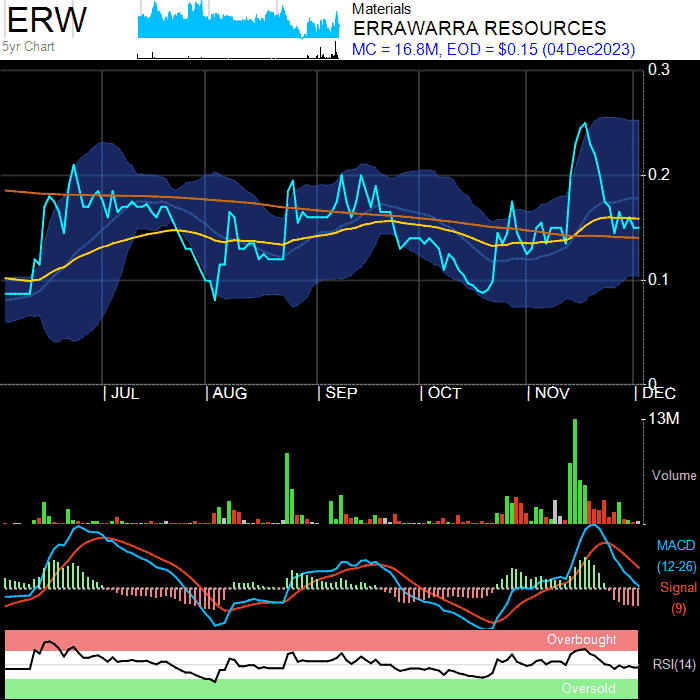 ERW
5yr Chart
Materials
ERRAWARRA RESOURCES
MC = 16.8M, EOD = $0.15 (04Dec2023)
0.3
0.2
0.1
0
JUL AUG SEP OCT NOV DEC
13M
Volume
MACD
(12-26)
Signal
(9)
Overbought
RSI(14)
Oversold